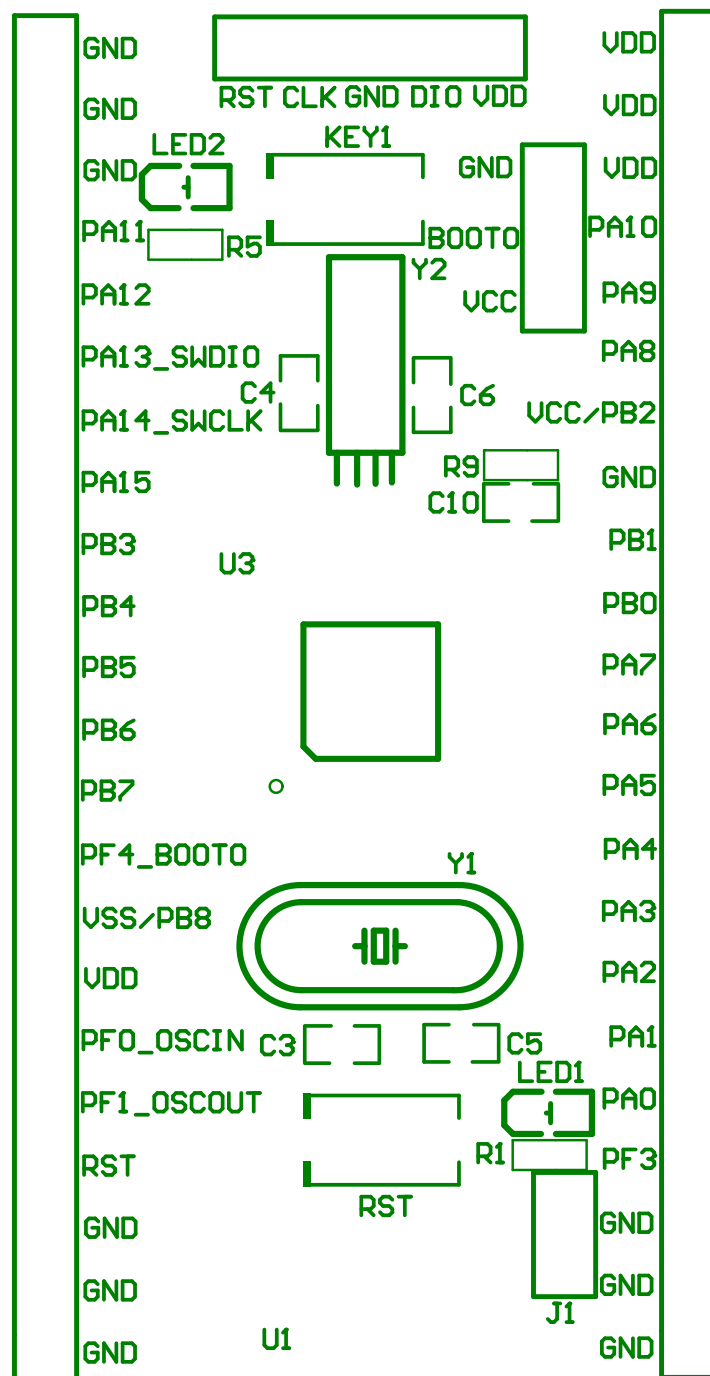 GND VDD
RST CLK GND DIO VDD
GND VDD
LED2 KEY1
GND GND VDD
PA11 R5 BOOT0 PA10
Y2
PA12 VCC PA9
PA13_SWDIO PA8
C4 C6
PA14_SWCLK VCC/PB2
R9
PA15 GND
C10
PB3 PB1
U3
PB4 PB0
PB5 PA7
PB6 PA6
PB7 PA5
PF4_BOOT0 Y1 PA4
VSS/PB8 PA3
VDD PA2
PF0_OSCIN C3 C5 PA1
LED1
PF1_OSCOUT PA0
RST R1 PF3
RST
GND GND
GND GND
J1
U1
GND GND